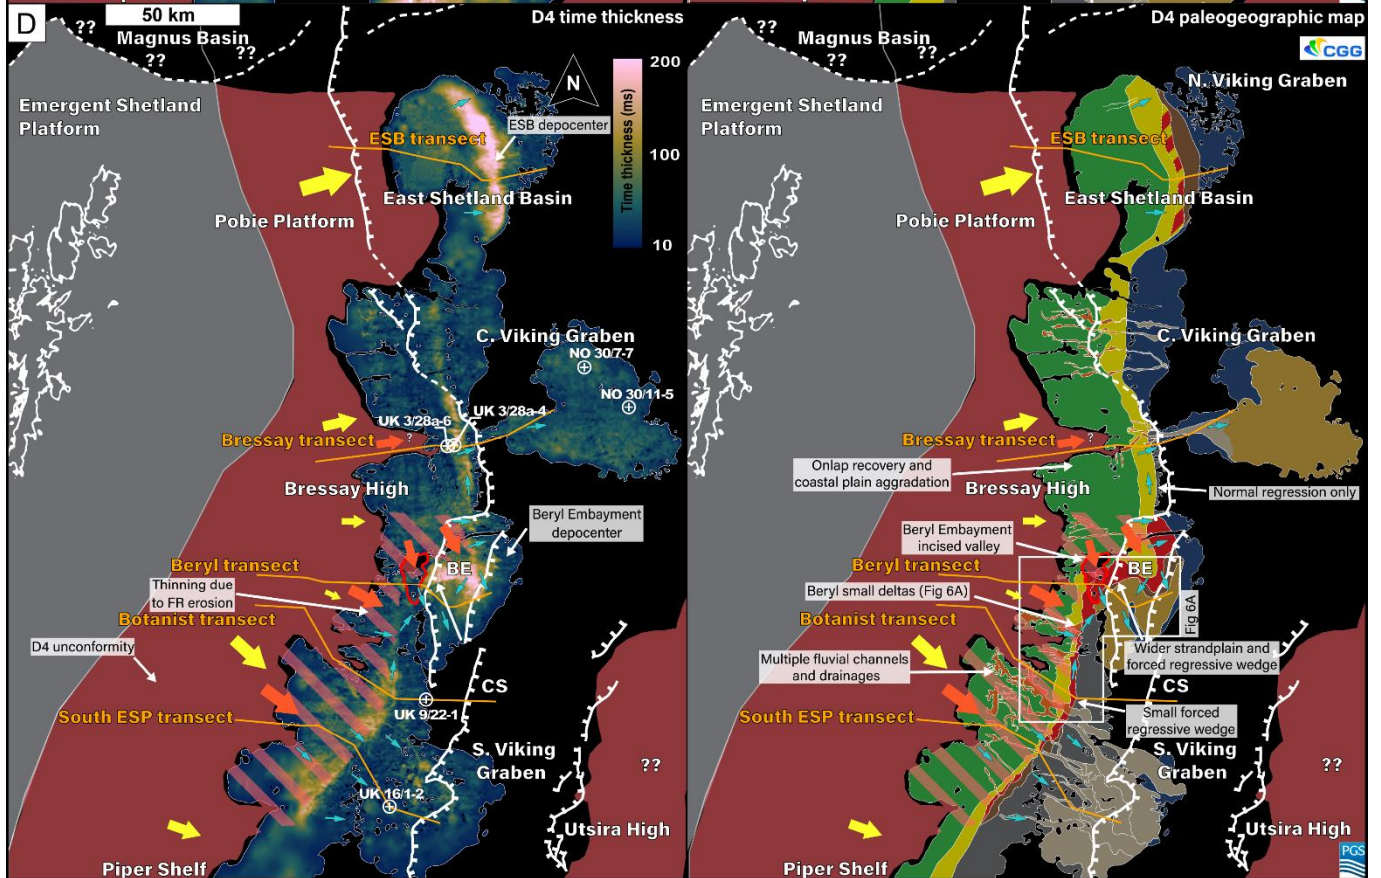 D
50 km
D4 time thickness
??
Magnus Basin
??
??
Emergent Shetland
Platform
200
Time thickness (ms)
100
10
N
ESB depocenter
ESB transect
East Shetland Basin
Pobie Platform
C. Viking Graben
NO 30/7-7
NO 30/11-5
UK 3/28a-6
UK 3/28a-4
Bressay transect
?
Bressay High
Beryl Embayment
depocenter
BE
Beryl transect
Thinning due
to FR erosion
Botanist transect
D4 unconformity
CS
UK 9/22-1
South ESP transect
S. Viking
Graben
UK 16/1-2
Utsira High
Piper Shelf
D4 paleogeographic map
CGG
??
Magnus Basin
??
??
Emergent Shetland
Platform
N. Viking Graben
ESB transect
East Shetland Basin
Pobie Platform
C. Viking Graben
Bressay transect
?
Onlap recovery and
coastal plain aggradation
Bressay High
Normal regression only
Beryl Embayment
incised valley
BE
Beryl transect
Beryl small deltas (Fig 6A)
Fig 6A
Botanist transect
Wider strandplain and
forced regressive wedge
Multiple fluvial channels
and drainages
CS
Small forced
regressive wedge
South ESP transect
S. Viking
Graben
??
Utsira High
Piper Shelf
PGS